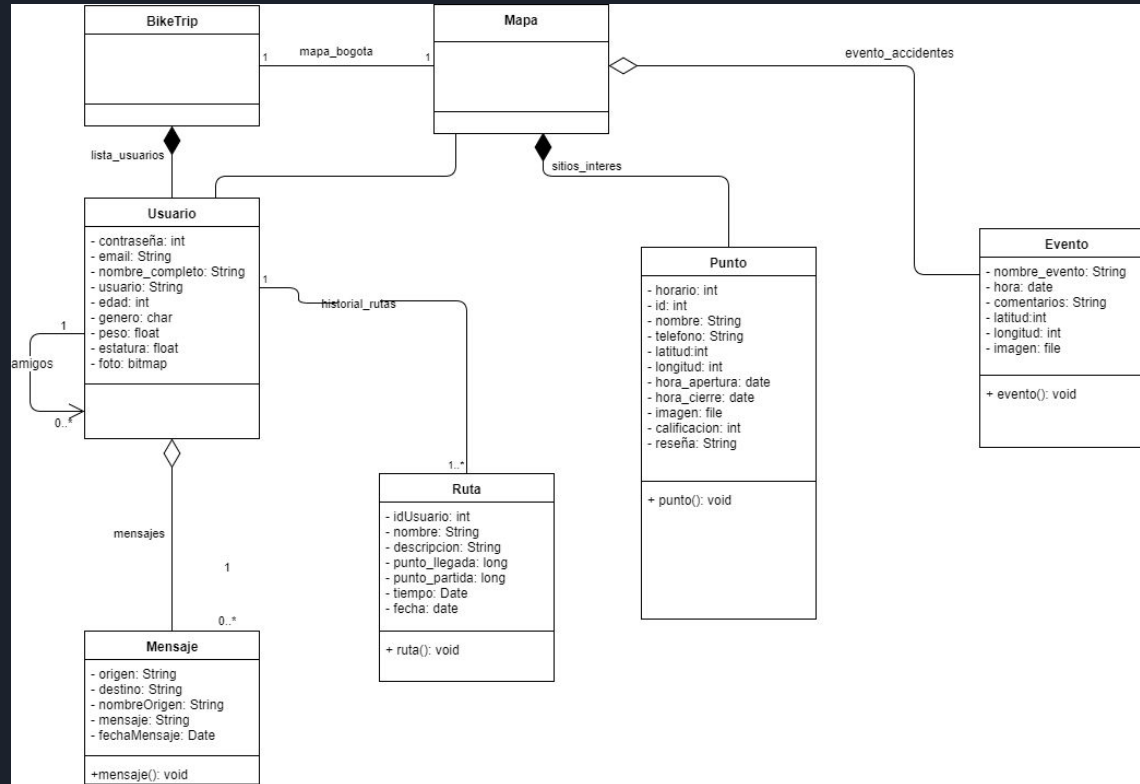 BikeTrip
1
mapa_bogota
1
Mapa
evento_accidentes
lista_usuarios
sitios_interes
Usuario
- contraseña: int
- email: String
- nombre_completo: String
- usuario: String
- edad: int
- genero: char
- peso: float
- estatura: float
- foto: bitmap
1
amigos
0..*
1
historial_rutas
1..*
Punto
- horario: int
- id: int
- nombre: String
- telefono: String
- latitud:int
- longitud: int
- hora_apertura: date
- hora_cierre: date
- imagen: file
- calificacion: int
- reseña: String
+ punto(): void
Evento
- nombre_evento: String
- hora: date
- comentarios: String
- latitud:int
- longitud: int
- imagen: file
+ evento(): void
Ruta
- idUsuario: int
- nombre: String
- descripcion: String
- punto_llegada: long
- punto_partida: long
- tiempo: Date
- fecha: date
+ ruta(): void
mensajes
1
0..*
Mensaje
- origen: String
- destino: String
- nombreOrigen: String
- mensaje: String
- fechaMensaje: Date
+mensaje(): void